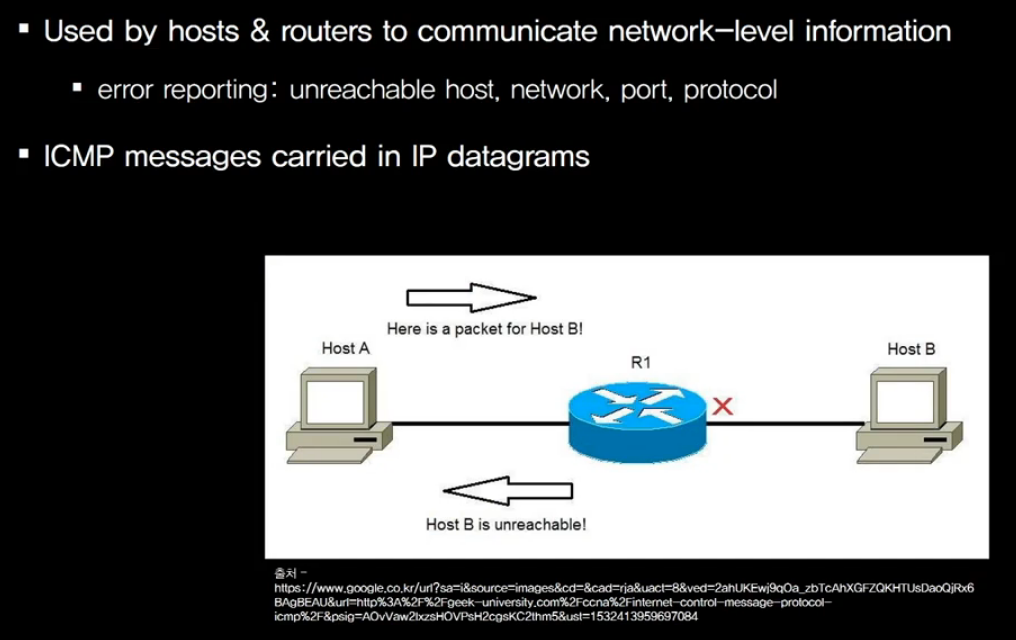 ▪ Used by hosts & routers to communicate network-level information
▪ error reporting: unreachable host, network, port, protocol
▪ ICMP messages carried in IP datagrams
Here is a packet for Host B!
Host A
R1
Host B
X
Host B is unreachable!
출처 -
https://www.google.co.kr/url?sa=i&source=images&cd=&cad=rja&uact=8&ved=2ahUKEwj9qOa_zbTcAhXGFZQKHTUsDaoQjRx6
BAgBEAU&url=http%3A%2F%2Fgeek-university.com%2Fccna%2Finternet-control-message-protocol-
icmp%2F&psig=AOvVaw2lxzsHOVPsH2cgsKC2lhm5&ust=1532413959697084